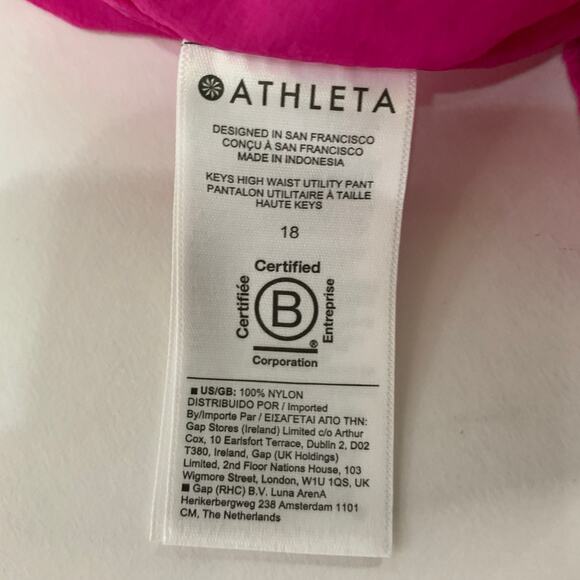 ATHLETA
DESIGNED IN SAN FRANCISCO
CONÇU À SAN FRANCISCO
MADE IN INDONESIA
KEYS HIGH WAIST UTILITY PANT
PANTALON UTILITAIRE À TAILLE
HAUTE KEYS
18
Certified
Certifiée
B
Entreprise
®
Corporation
■ US/GB: 100% NYLON
DISTRIBUIDO POR / Imported
By/Importe Par / ΕΙΣΑΓΕΤΑΙ ΑΠΟ ΤΗΝ:
Gap Stores (Ireland) Limited c/o Arthur
Cox, 10 Earlsfort Terrace, Dublin 2, D02
T380, Ireland, Gap (UK Holdings)
Limited, 2nd Floor Nations House, 103
Wigmore Street, London, W1U 1QS, UK
■ Gap (RHC) B.V. Luna ArenA
Herikerbergweg 238 Amsterdam 1101
CM, The Netherlands